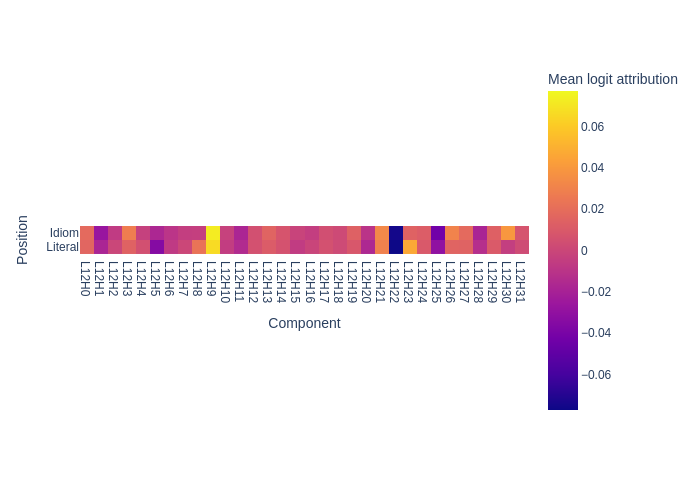 Mean logit attribution
0.06
0.04
0.02
0
−0.02
−0.04
−0.06
Position
Idiom
Literal
L12H0
L12H1
L12H2
L12H3
L12H4
L12H5
L12H6
L12H7
L12H8
L12H9
L12H10
L12H11
L12H12
L12H13
L12H14
L12H15
L12H16
L12H17
L12H18
L12H19
L12H20
L12H21
L12H22
L12H23
L12H24
L12H25
L12H26
L12H27
L12H28
L12H29
L12H30
L12H31
Component